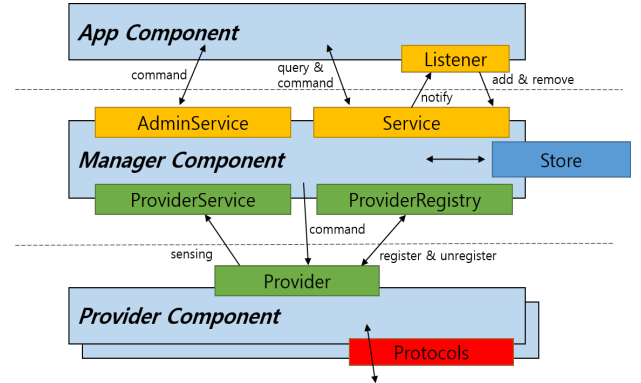 App Component
Listener
command
query &
command
add & remove
notify
AdminService
Service
Manager Component
Store
ProviderService
ProviderRegistry
command
sensing
register & unregister
Provider
Provider Component
Protocols